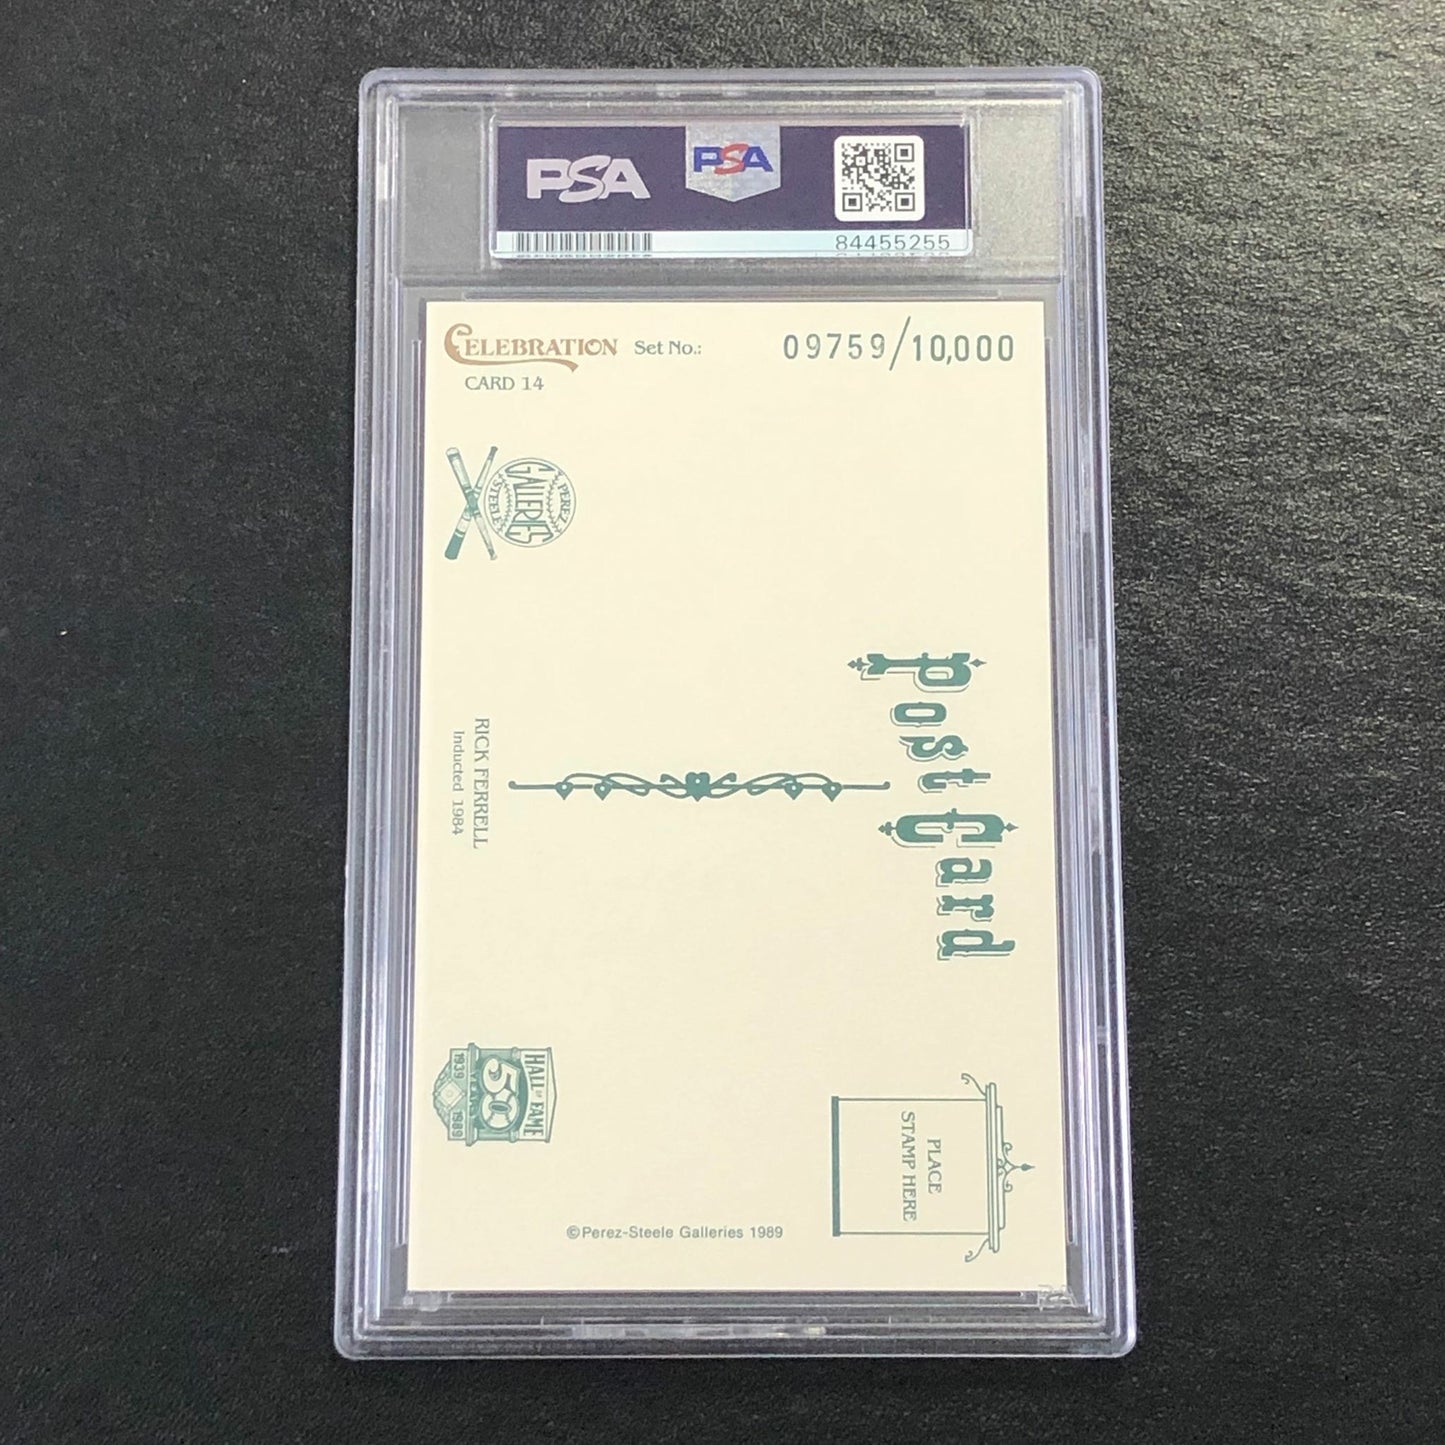 PSA
PSA
84455255
CELEBRATION Set No.: 09759/10,000
CARD 14
PEREZ
GALLERIES
STEELE
Post Card
RICK FERRELL
Inducted 1984
HALL OF FAME
50
YEARS
1939 1989
PLACE
STAMP HERE
©Perez-Steele Galleries 1989